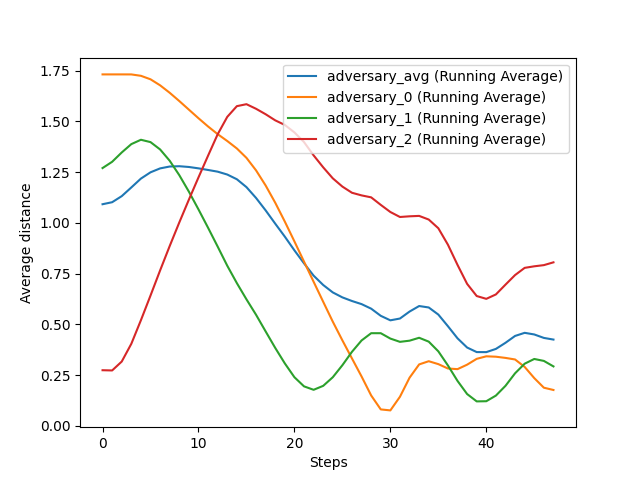 adversary_avg (Running Average)
adversary_0 (Running Average)
adversary_1 (Running Average)
adversary_2 (Running Average)
Average distance
1.75
1.50
1.25
1.00
0.75
0.50
0.25
0.00
0
10
20
30
40
Steps